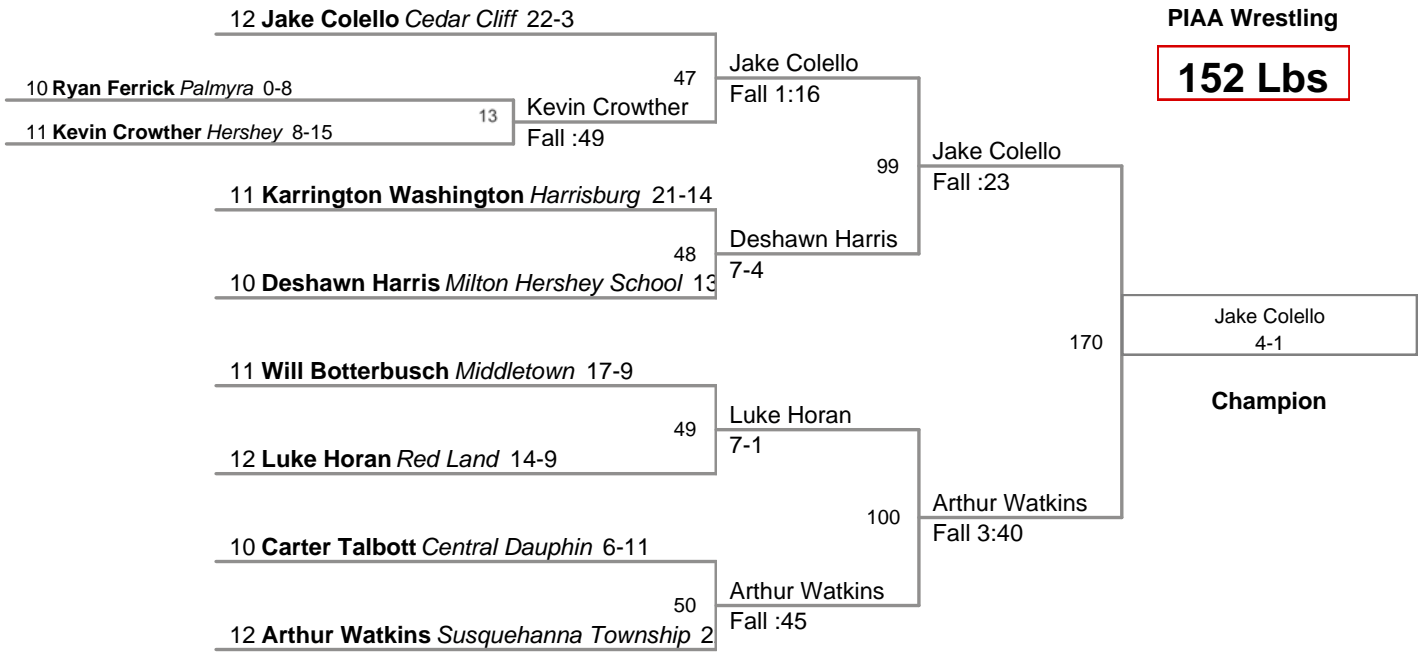 12 Jake Colello Cedar Cliff 22-3
PIAA Wrestling
152 Lbs
47
Jake Colello
Fall 1:16
10 Ryan Ferrick Palmyra 0-8
13
Kevin Crowther
Fall :49
11 Kevin Crowther Hershey 8-15
99
Jake Colello
Fall :23
11 Karrington Washington Harrisburg 21-14
48
Deshawn Harris
7-4
10 Deshawn Harris Milton Hershey School 13
170
Jake Colello
4-1
Champion
11 Will Botterbusch Middletown 17-9
49
Luke Horan
7-1
12 Luke Horan Red Land 14-9
100
Arthur Watkins
Fall 3:40
10 Carter Talbott Central Dauphin 6-11
50
Arthur Watkins
Fall :45
12 Arthur Watkins Susquehanna Township 2